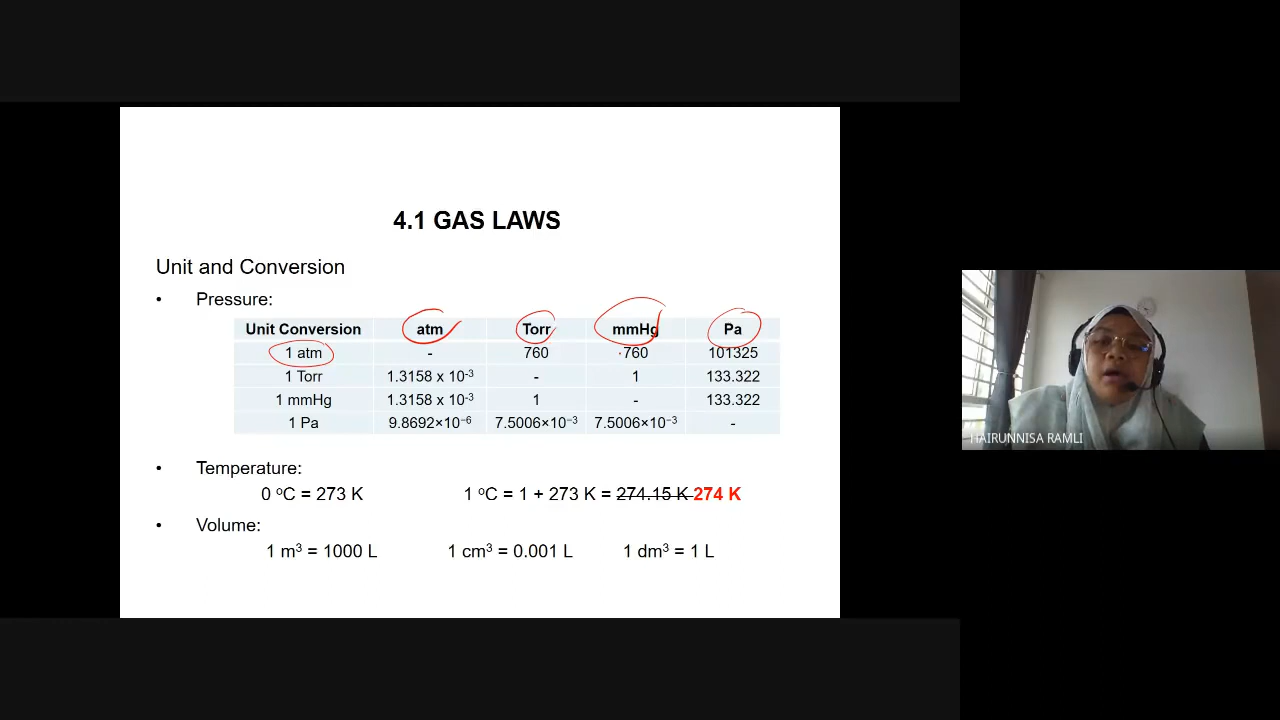 4.1 GAS LAWS
Unit and Conversion
• Pressure:
Unit Conversion atm Torr mmHg Pa
1 atm - 760 760 101325
1 Torr 1.3158 x 10⁻³ - 1 133.322
1 mmHg 1.3158 x 10⁻³ 1 - 133.322
1 Pa 9.8692×10⁻⁶ 7.5006×10⁻³ 7.5006×10⁻³ -
• Temperature:
0 ᵒC = 273 K 1 ᵒC = 1 + 273 K = 274.15 K 274 K
• Volume:
1 m³ = 1000 L 1 cm³ = 0.001 L 1 dm³ = 1 L
HAIRUNNISA RAMLI